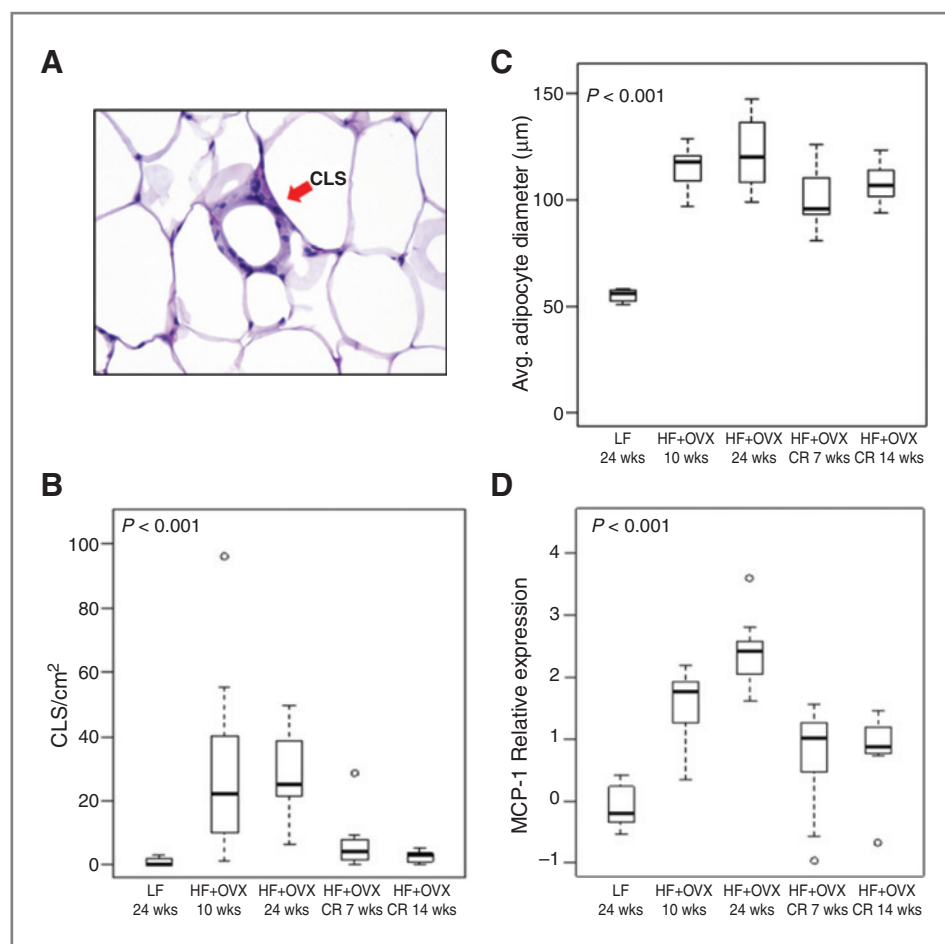 A
CLS
B
P < 0.001
CLS/cm²
100
80
60
40
20
0
LF HF+OVX HF+OVX HF+OVX HF+OVX
24 wks 10 wks 24 wks CR 7 wks CR 14 wks
C
P < 0.001
Avg. adipocyte diameter (μm)
150
100
50
0
LF HF+OVX HF+OVX HF+OVX HF+OVX
24 wks 10 wks 24 wks CR 7 wks CR 14 wks
D
P < 0.001
MCP-1 Relative expression
4
3
2
1
0
–1
LF HF+OVX HF+OVX HF+OVX HF+OVX
24 wks 10 wks 24 wks CR 7 wks CR 14 wks